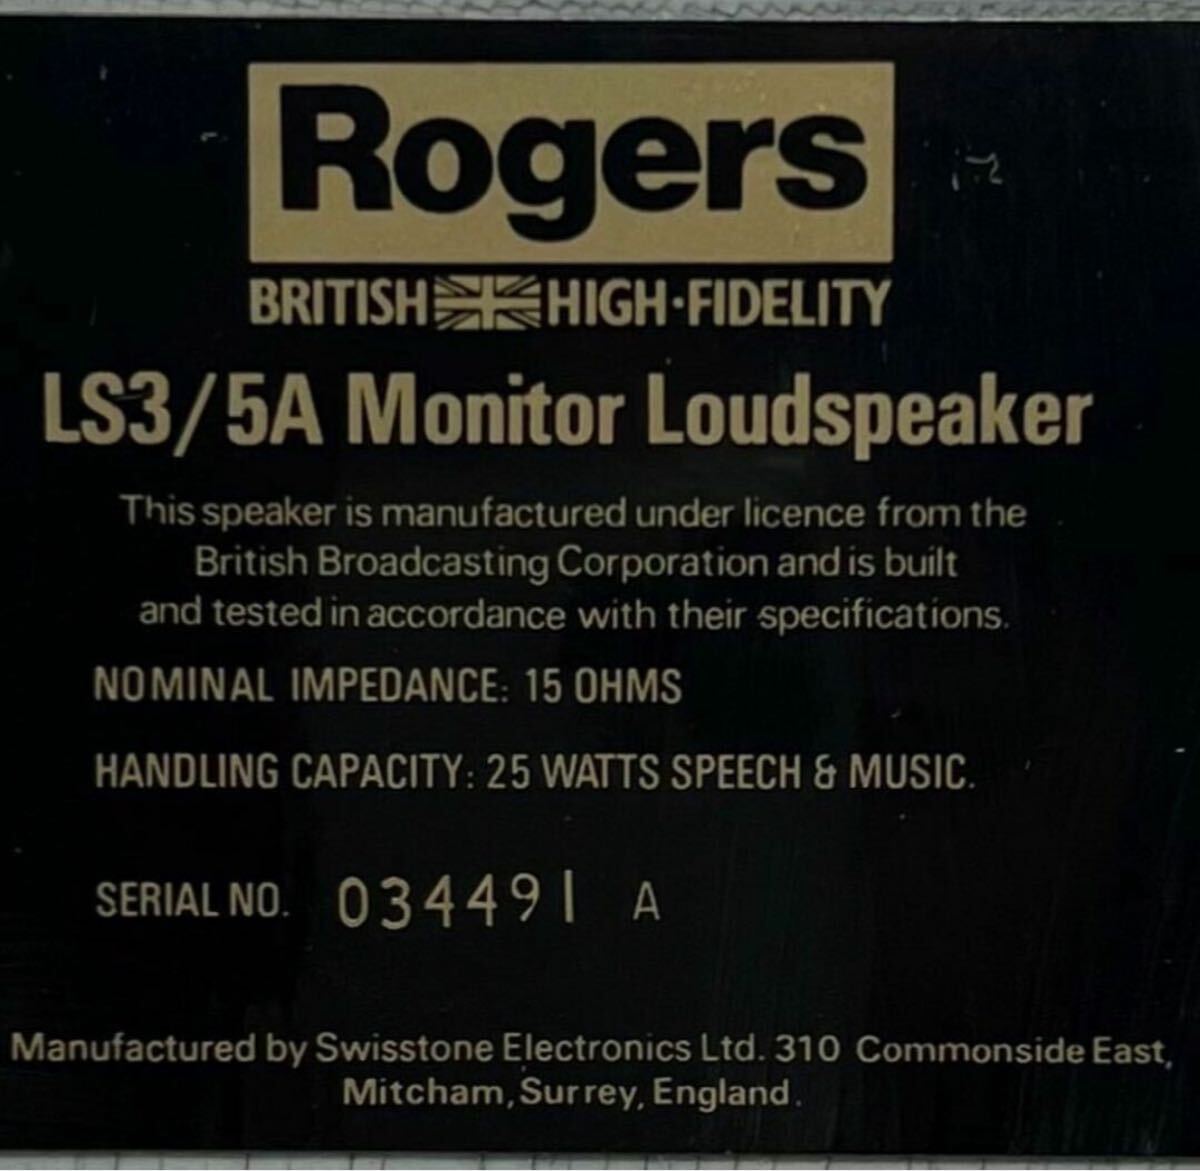 Rogers
BRITISH HIGH·FIDELITY
LS3/5A Monitor Loudspeaker
This speaker is manufactured under licence from the
British Broadcasting Corporation and is built
and tested in accordance with their specifications.
NOMINAL IMPEDANCE: 15 OHMS
HANDLING CAPACITY: 25 WATTS SPEECH & MUSIC.
SERIAL NO. 034491 A
Manufactured by Swisstone Electronics Ltd. 310 Commonside East,
Mitcham, Surrey, England.